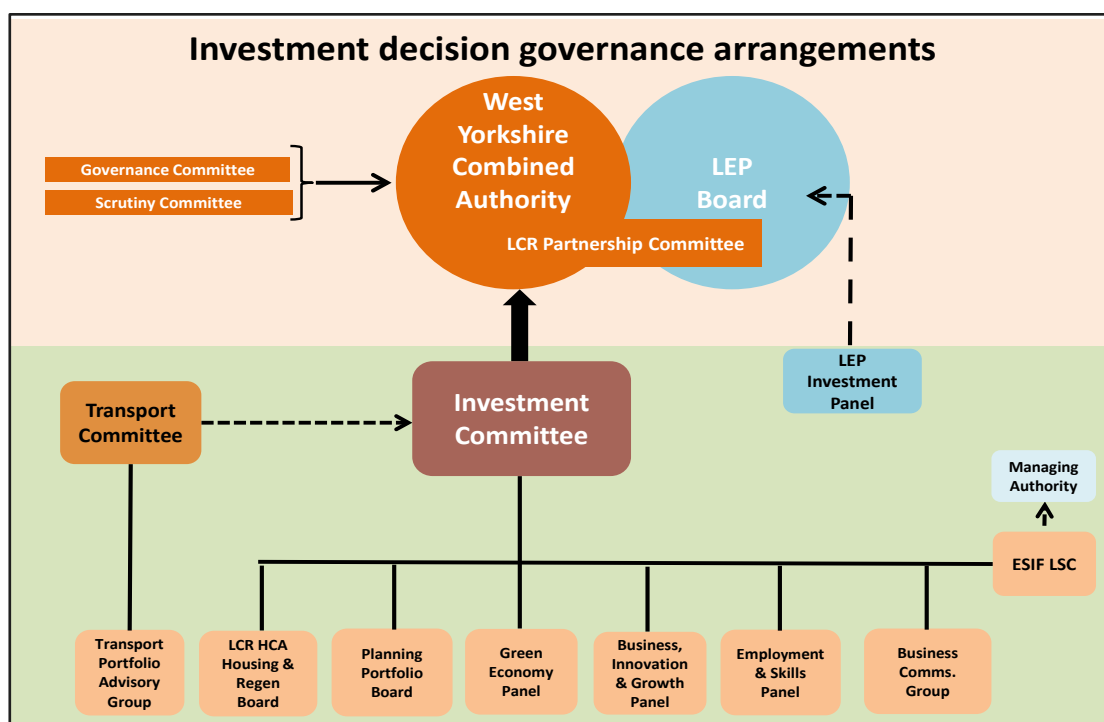 Investment decision governance arrangements
West
Yorkshire
Combined
Authority
LEP
Board
Governance Committee
Scrutiny Committee
LCR Partnership Committee
LEP
Investment
Panel
Transport
Committee
Investment
Committee
Managing
Authority
ESIF LSC
Transport
Portfolio
Advisory
Group
LCR HCA
Housing &
Regen
Board
Planning
Portfolio
Board
Green
Economy
Panel
Business,
Innovation
& Growth
Panel
Employment
& Skills
Panel
Business
Comms.
Group